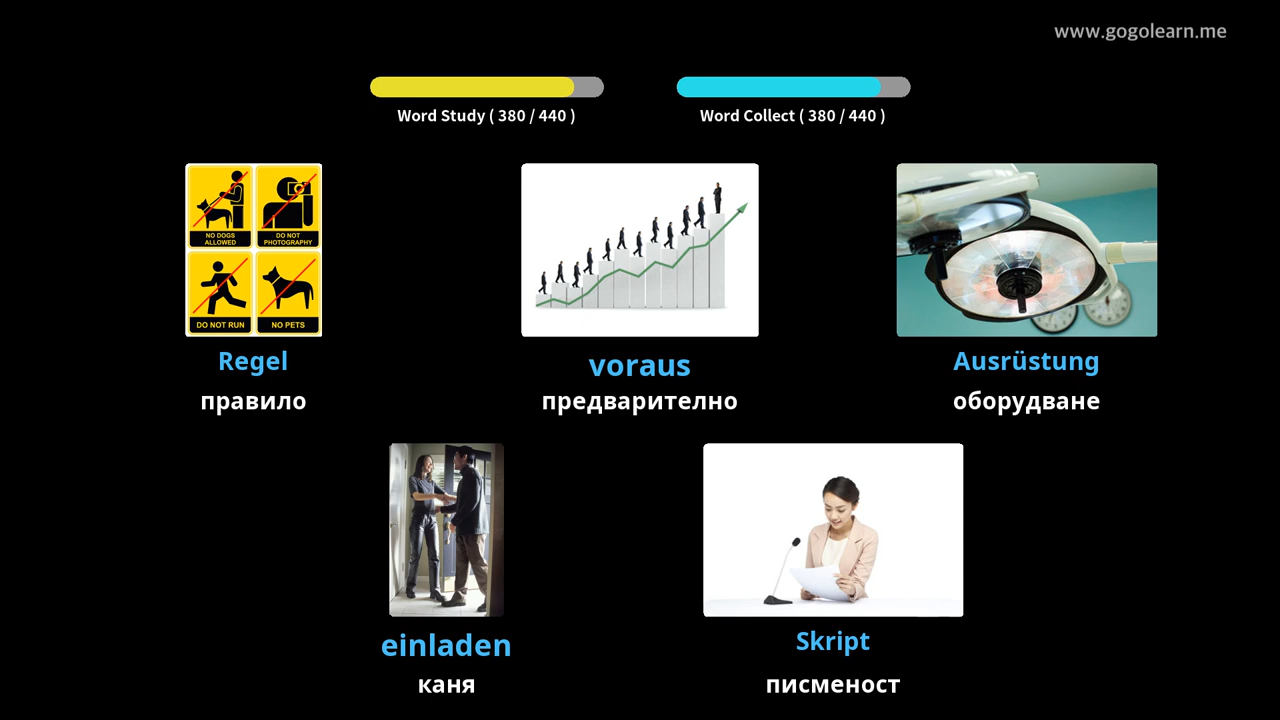 www.gogolearn.me
Word Study ( 380 / 440 )
Word Collect ( 380 / 440 )
NO DOGS
ALLOWED
DO NOT
PHOTOGRAPHY
DO NOT RUN
NO PETS
Regel
voraus
Ausrüstung
правило
предварително
оборудване
einladen
Skript
каня
писменост